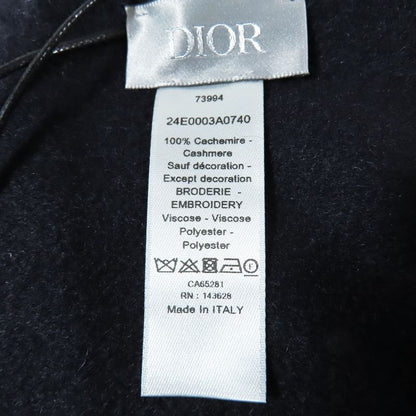 DIOR
73994
24E0003A0740
100% Cachemire -
Cashmere
Sauf décoration -
Except decoration
BRODERIE -
EMBROIDERY
Viscose - Viscose
Polyester -
Polyester
CA65281
RN : 143628
Made In ITALY